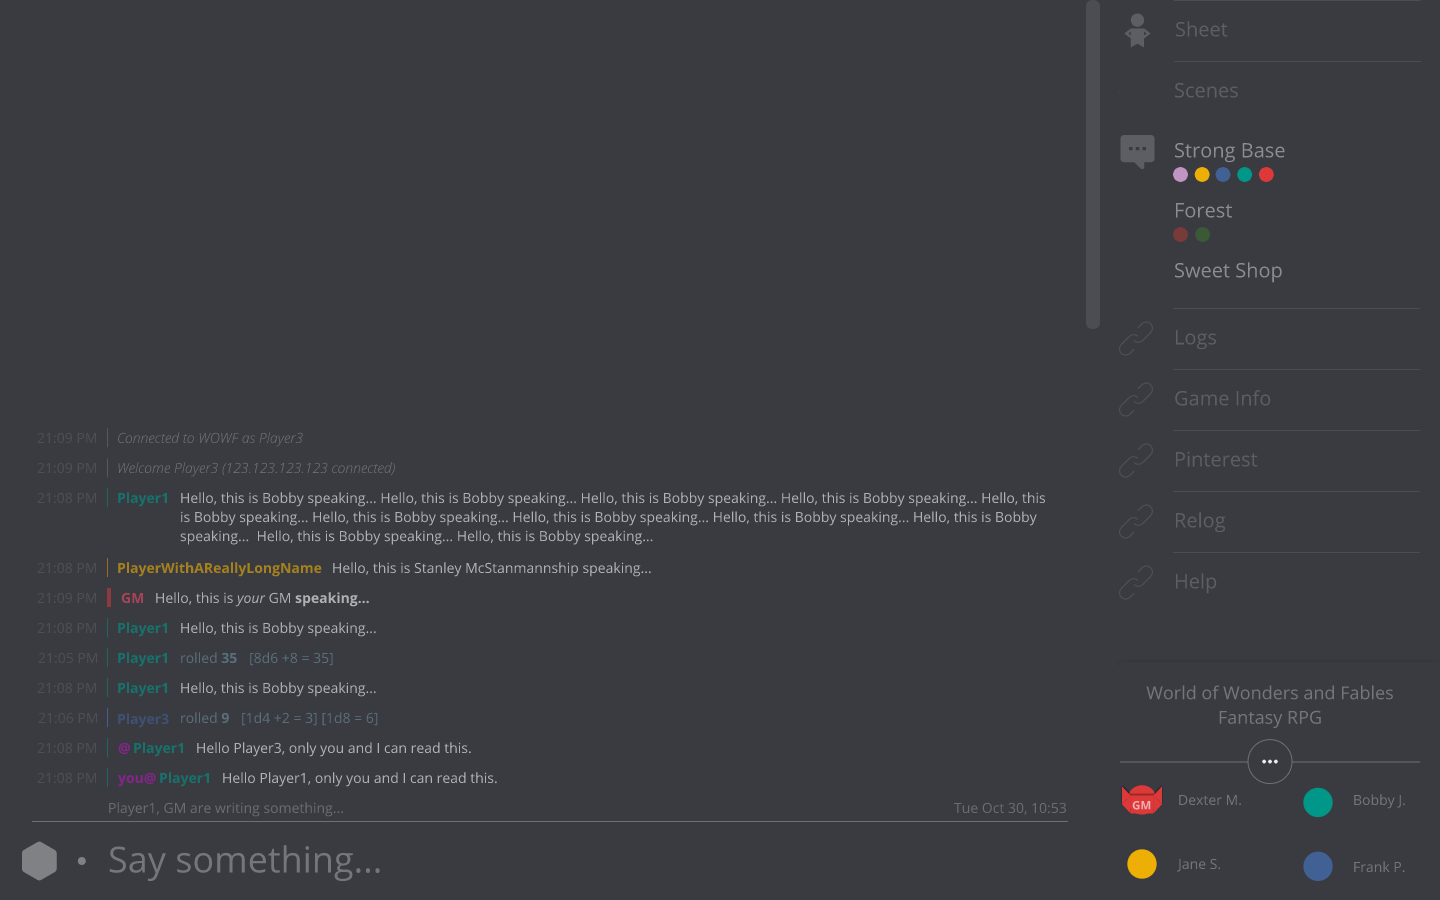 Sheet
Scenes
Strong Base
Forest
Sweet Shop
Logs
Game Info
Pinterest
Relog
Help
21:09 PM Connected to WOWF as Player3
21:09 PM Welcome Player3 (123.123.123.123 connected)
21:08 PM Player1 Hello, this is Bobby speaking... Hello, this is Bobby speaking... Hello, this is Bobby speaking... Hello, this is Bobby speaking... Hello, this
is Bobby speaking... Hello, this is Bobby speaking... Hello, this is Bobby speaking... Hello, this is Bobby speaking... Hello, this is Bobby
speaking...  Hello, this is Bobby speaking... Hello, this is Bobby speaking...
21:08 PM PlayerWithAReallyLongName Hello, this is Stanley McStanmannship speaking...
21:09 PM GM Hello, this is your GM speaking...
21:08 PM Player1 Hello, this is Bobby speaking...
21:05 PM Player1 rolled 35 [8d6 +8 = 35]
21:08 PM Player1 Hello, this is Bobby speaking...
21:06 PM Player3 rolled 9 [1d4 +2 = 3] [1d8 = 6]
21:08 PM @Player1 Hello Player3, only you and I can read this.
21:08 PM you@Player1 Hello Player1, only you and I can read this.
Player1, GM are writing something... Tue Oct 30, 10:53
Say something...
World of Wonders and Fables
Fantasy RPG
GM Dexter M. Bobby J.
Jane S. Frank P.